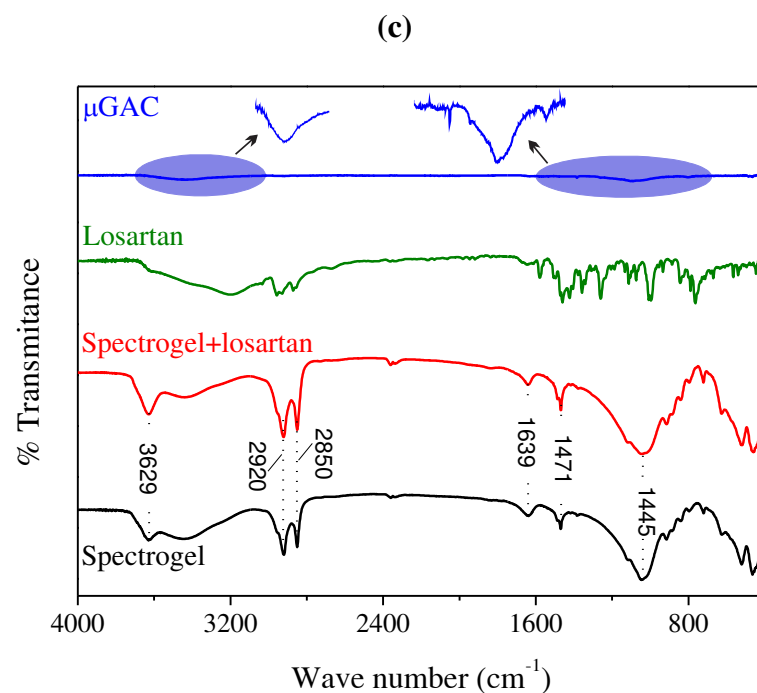 (c)
μGAC
Losartan
Spectrogel+losartan
3629
2920
2850
1639
1471
1445
Spectrogel
% Transmitance
4000 3200 2400 1600 800
Wave number (cm⁻¹)